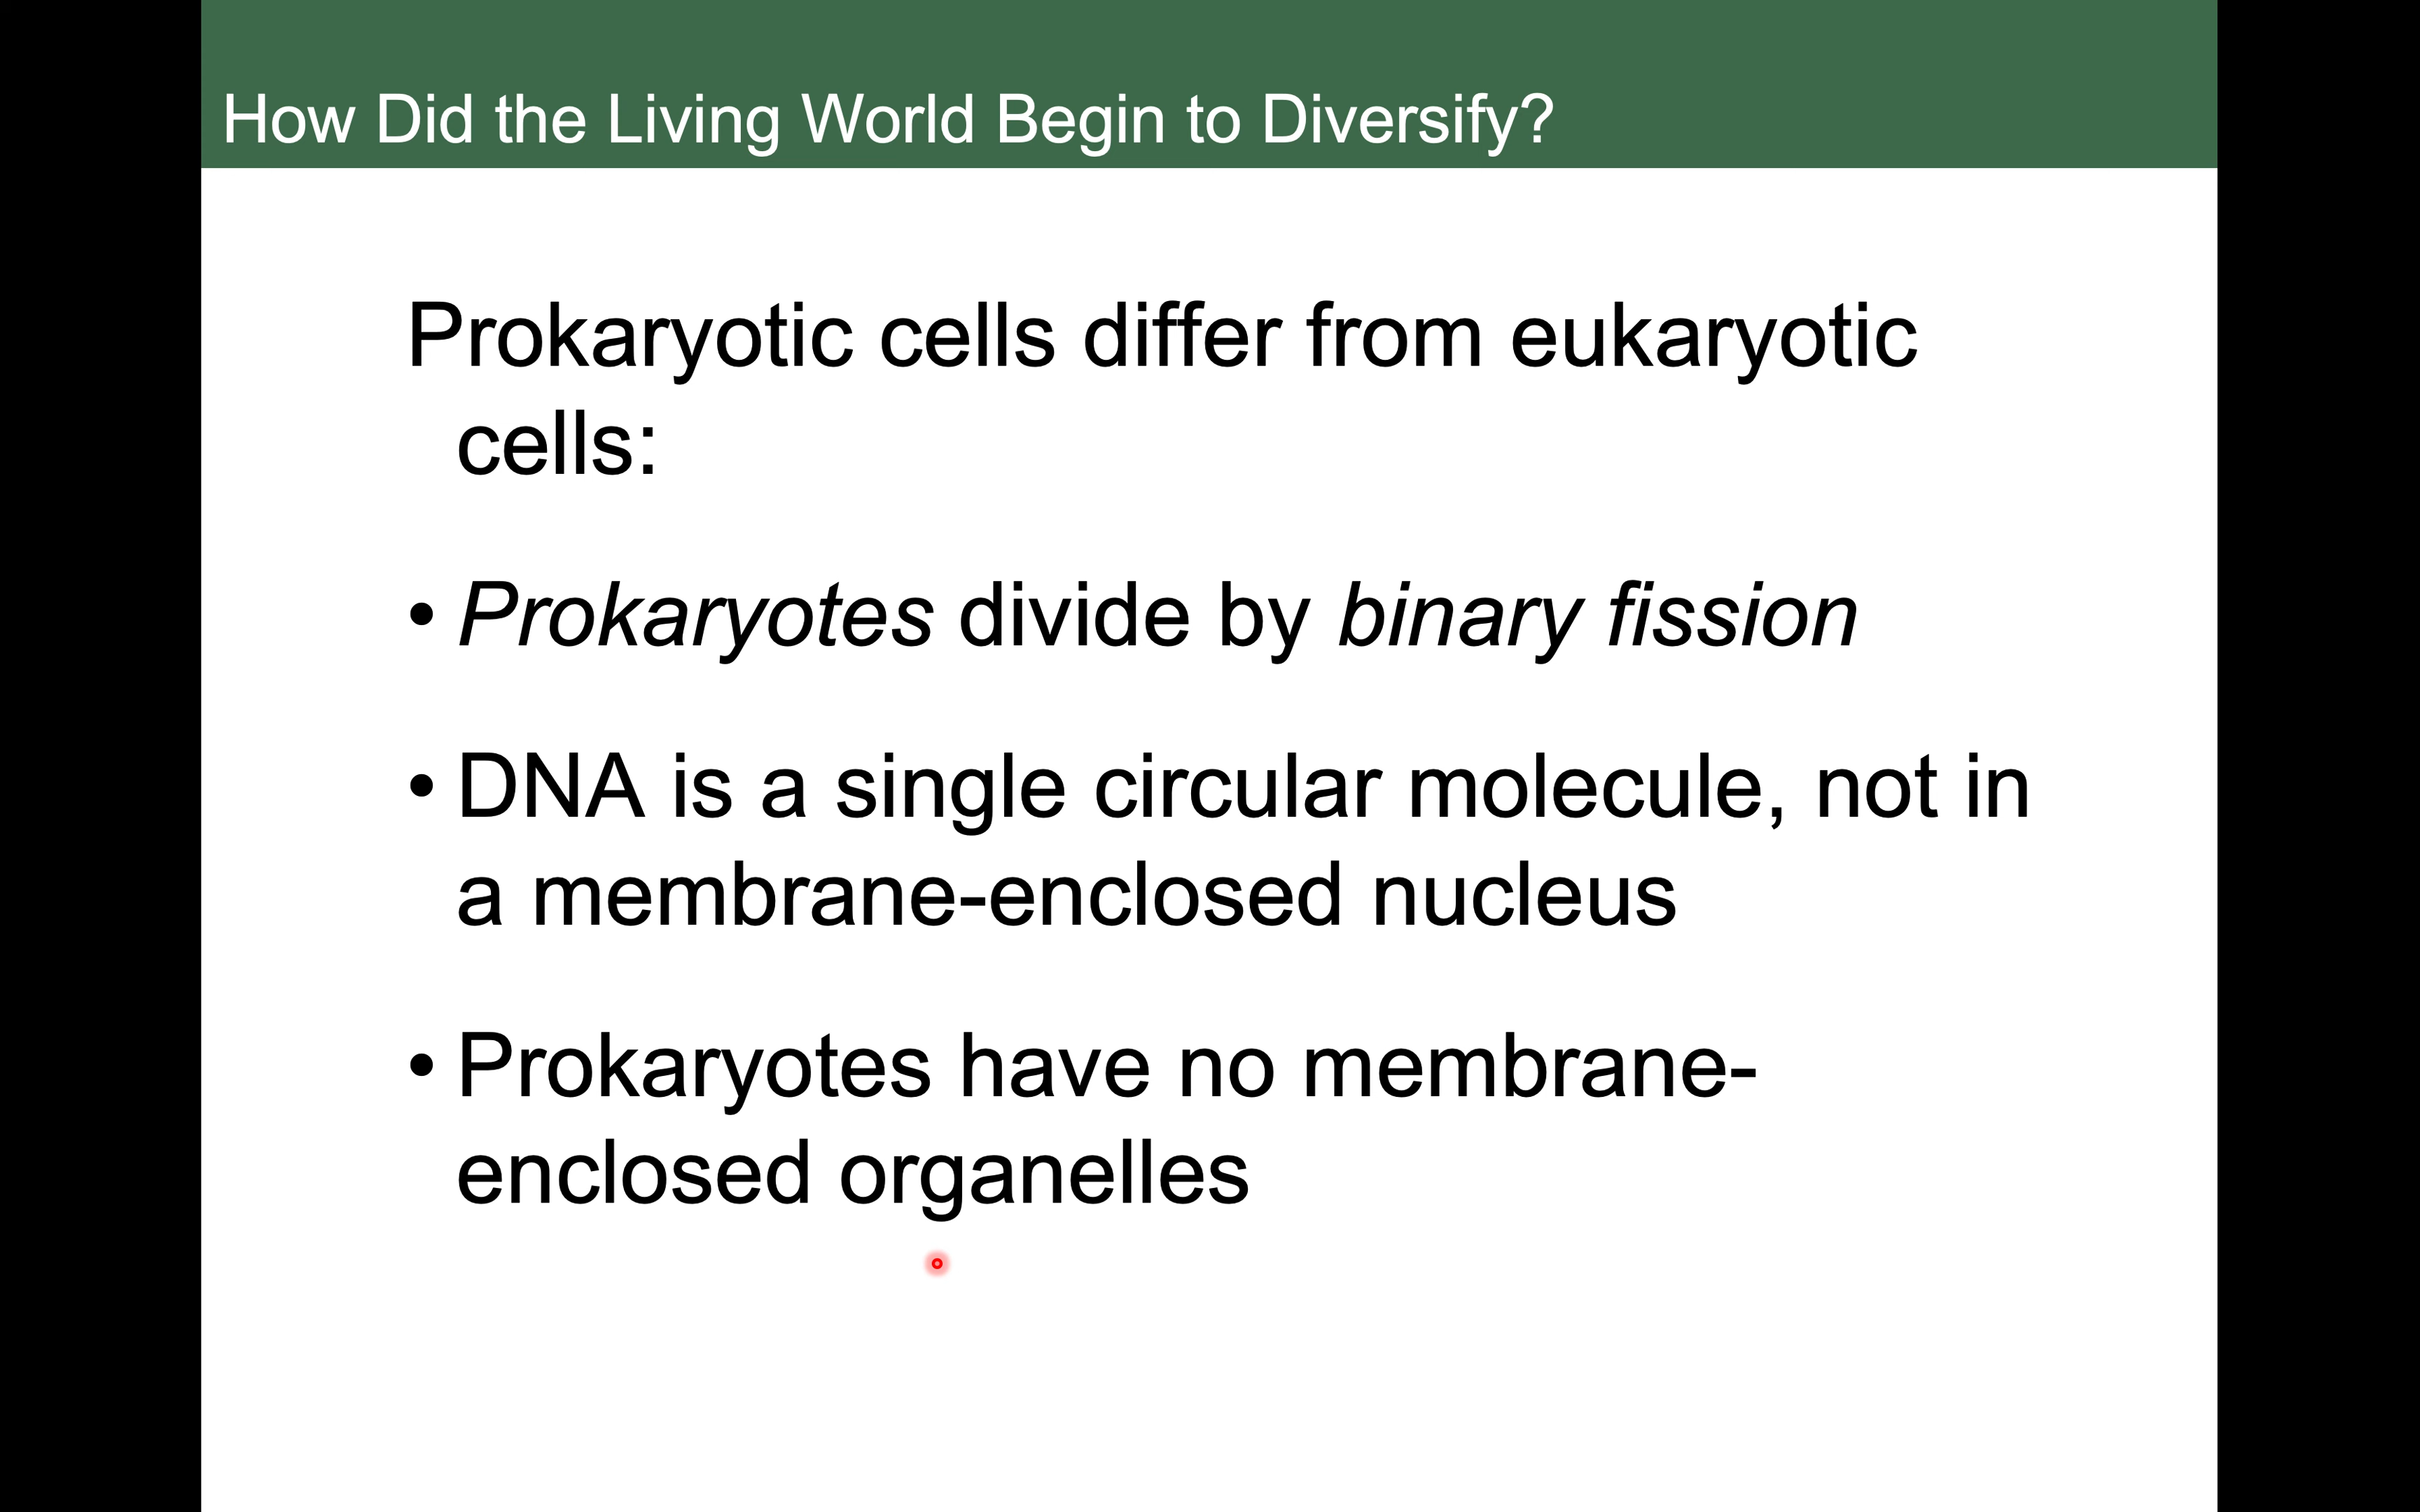 How Did the Living World Begin to Diversify?
Prokaryotic cells differ from eukaryotic
cells:
• Prokaryotes divide by binary fission
• DNA is a single circular molecule, not in
a membrane-enclosed nucleus
• Prokaryotes have no membrane-
enclosed organelles